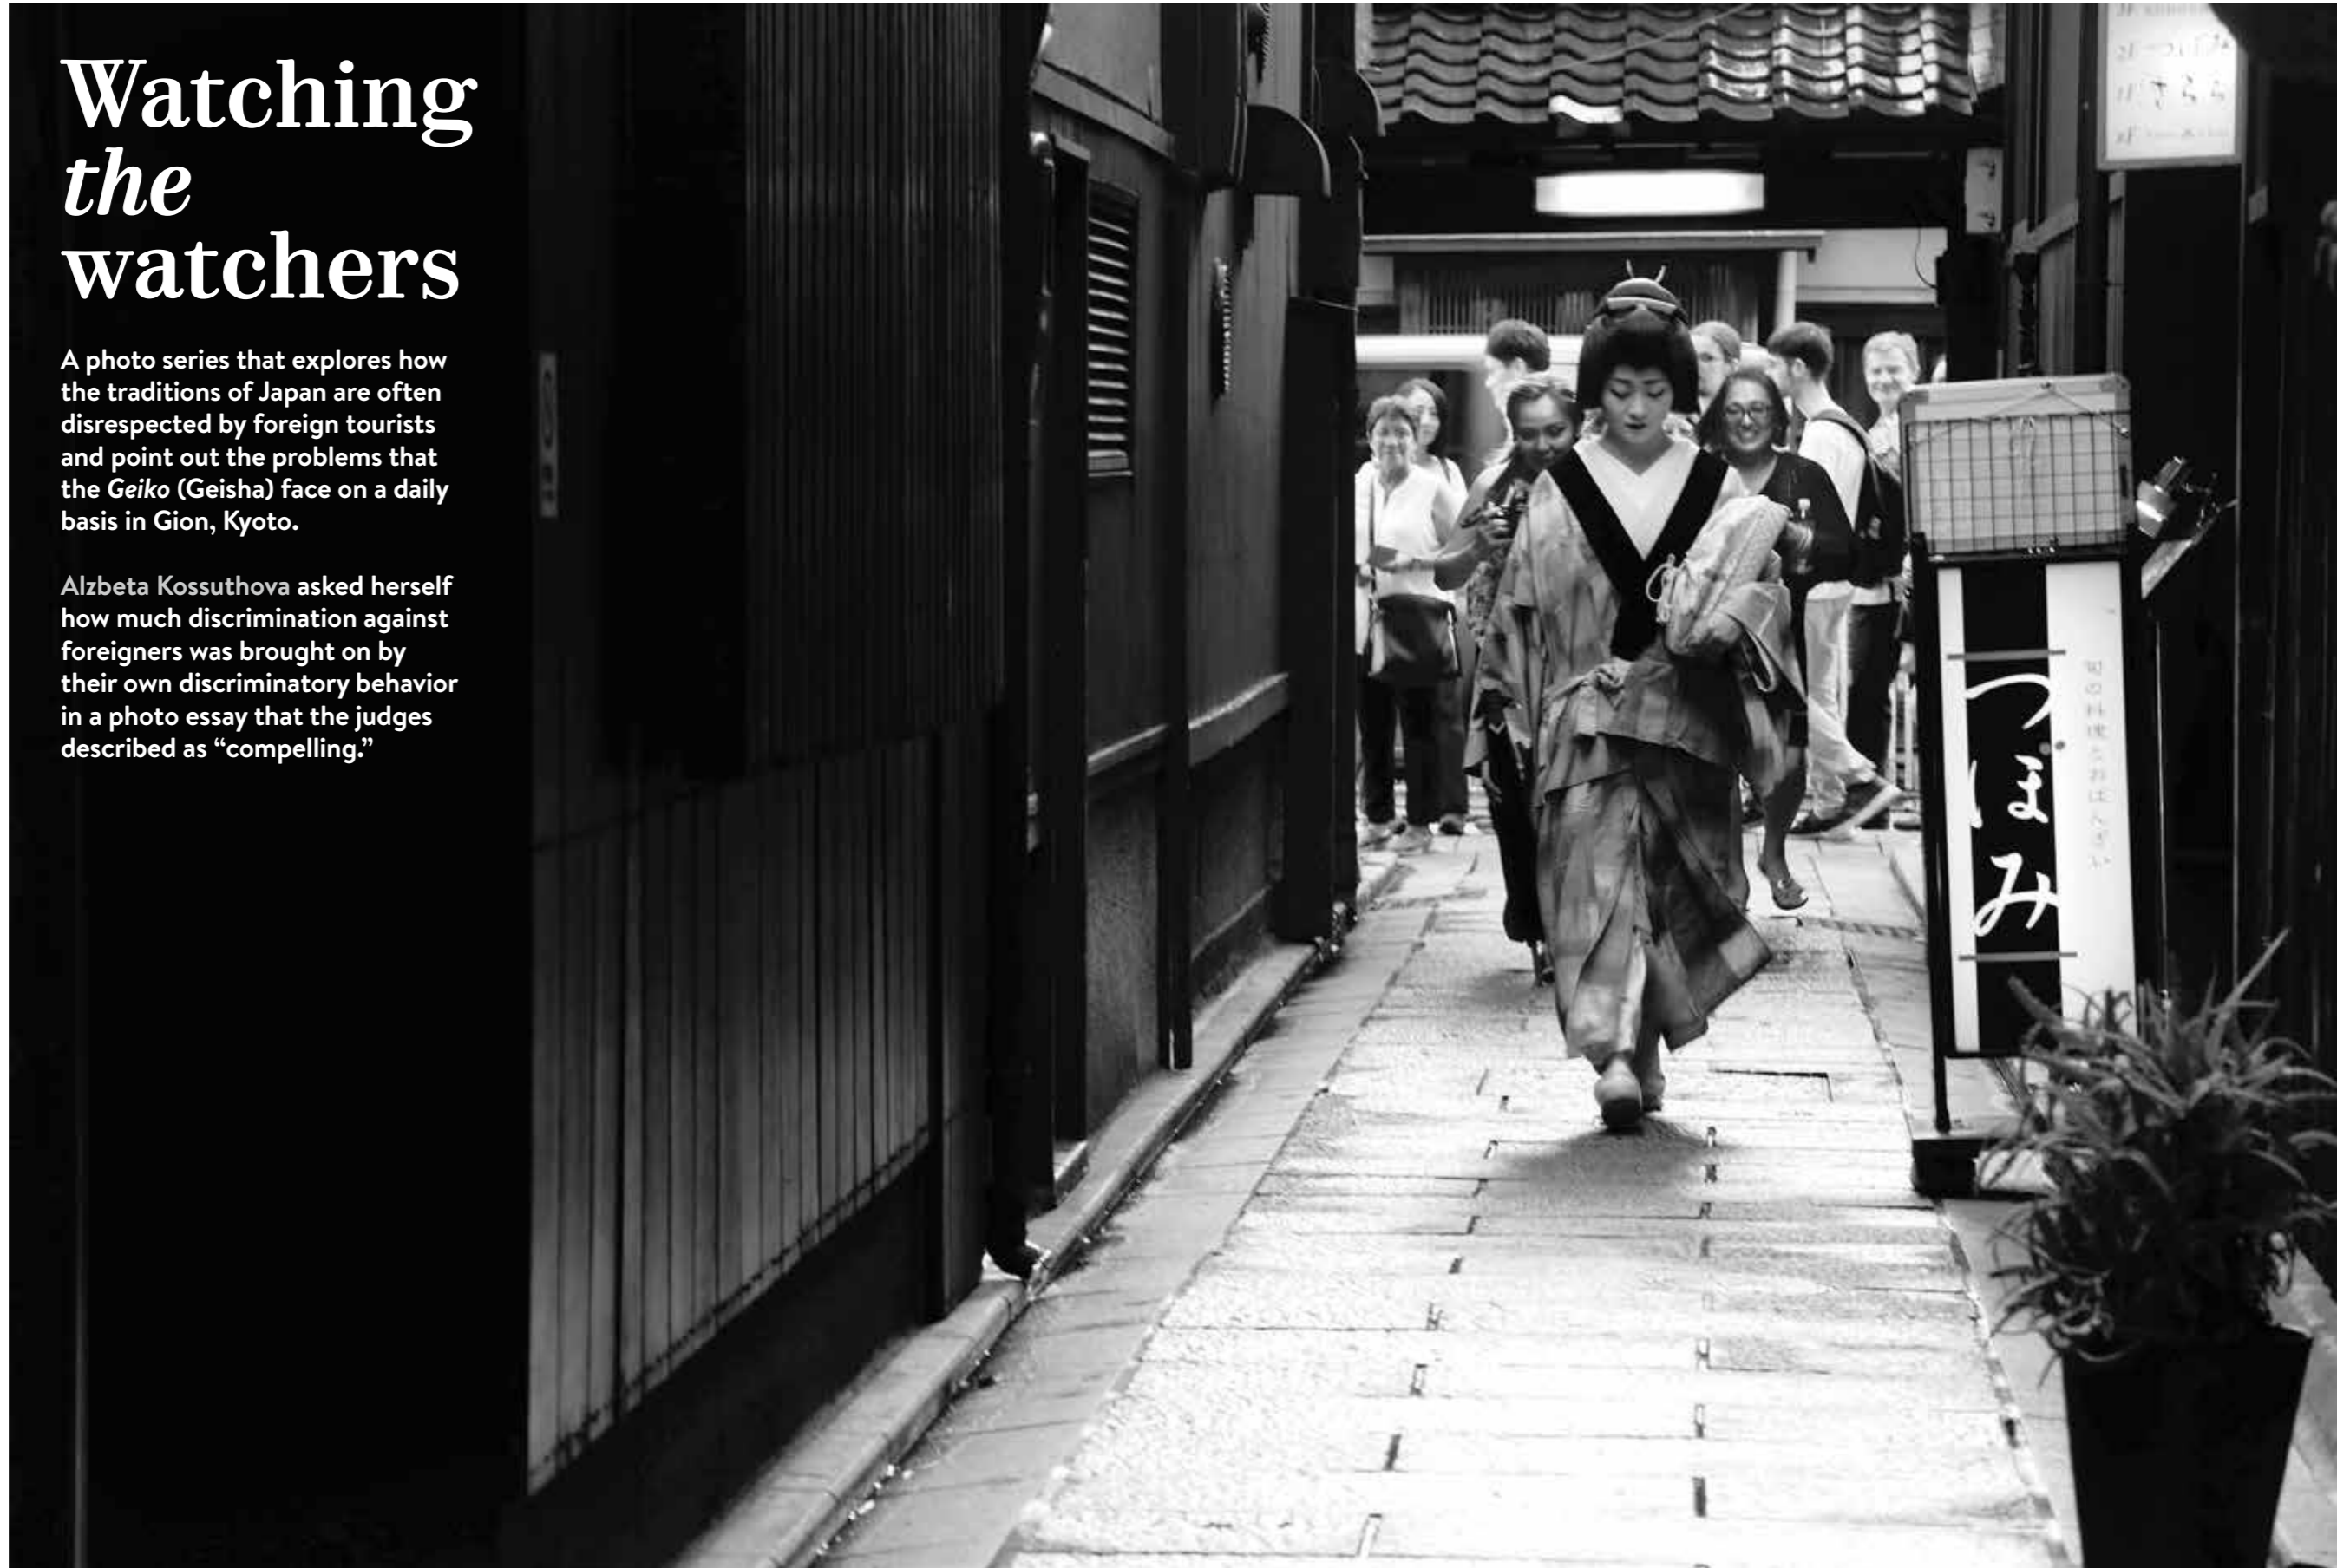 Watching
the
watchers
A photo series that explores how
the traditions of Japan are often
disrespected by foreign tourists
and point out the problems that
the Geiko (Geisha) face on a daily
basis in Gion, Kyoto.
Alzbeta Kossuthova asked herself
how much discrimination against
foreigners was brought on by
their own discriminatory behavior
in a photo essay that the judges
described as “compelling.”
つぼみ